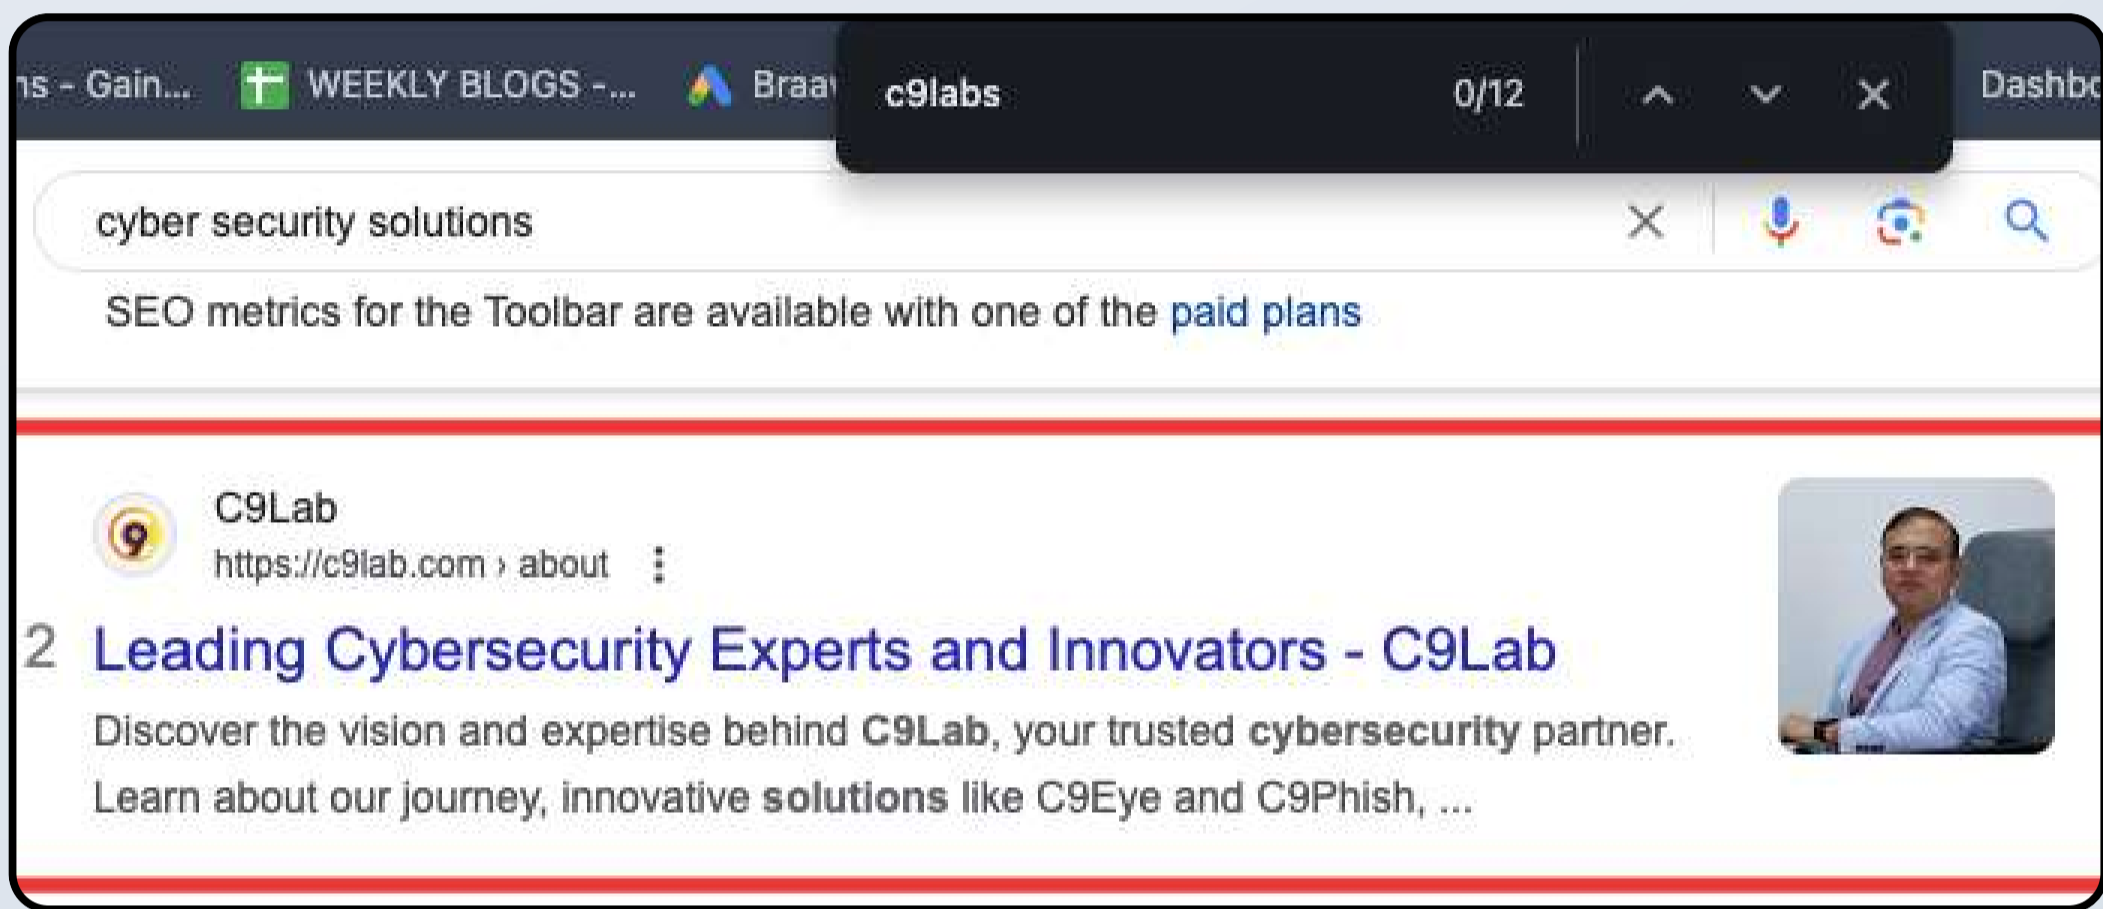 ns - Gain... WEEKLY BLOGS -... Braav c9labs 0/12 Dashbo
cyber security solutions
SEO metrics for the Toolbar are available with one of the paid plans
9
C9Lab
https://c9lab.com › about
2 Leading Cybersecurity Experts and Innovators - C9Lab
Discover the vision and expertise behind C9Lab, your trusted cybersecurity partner.
Learn about our journey, innovative solutions like C9Eye and C9Phish, ...